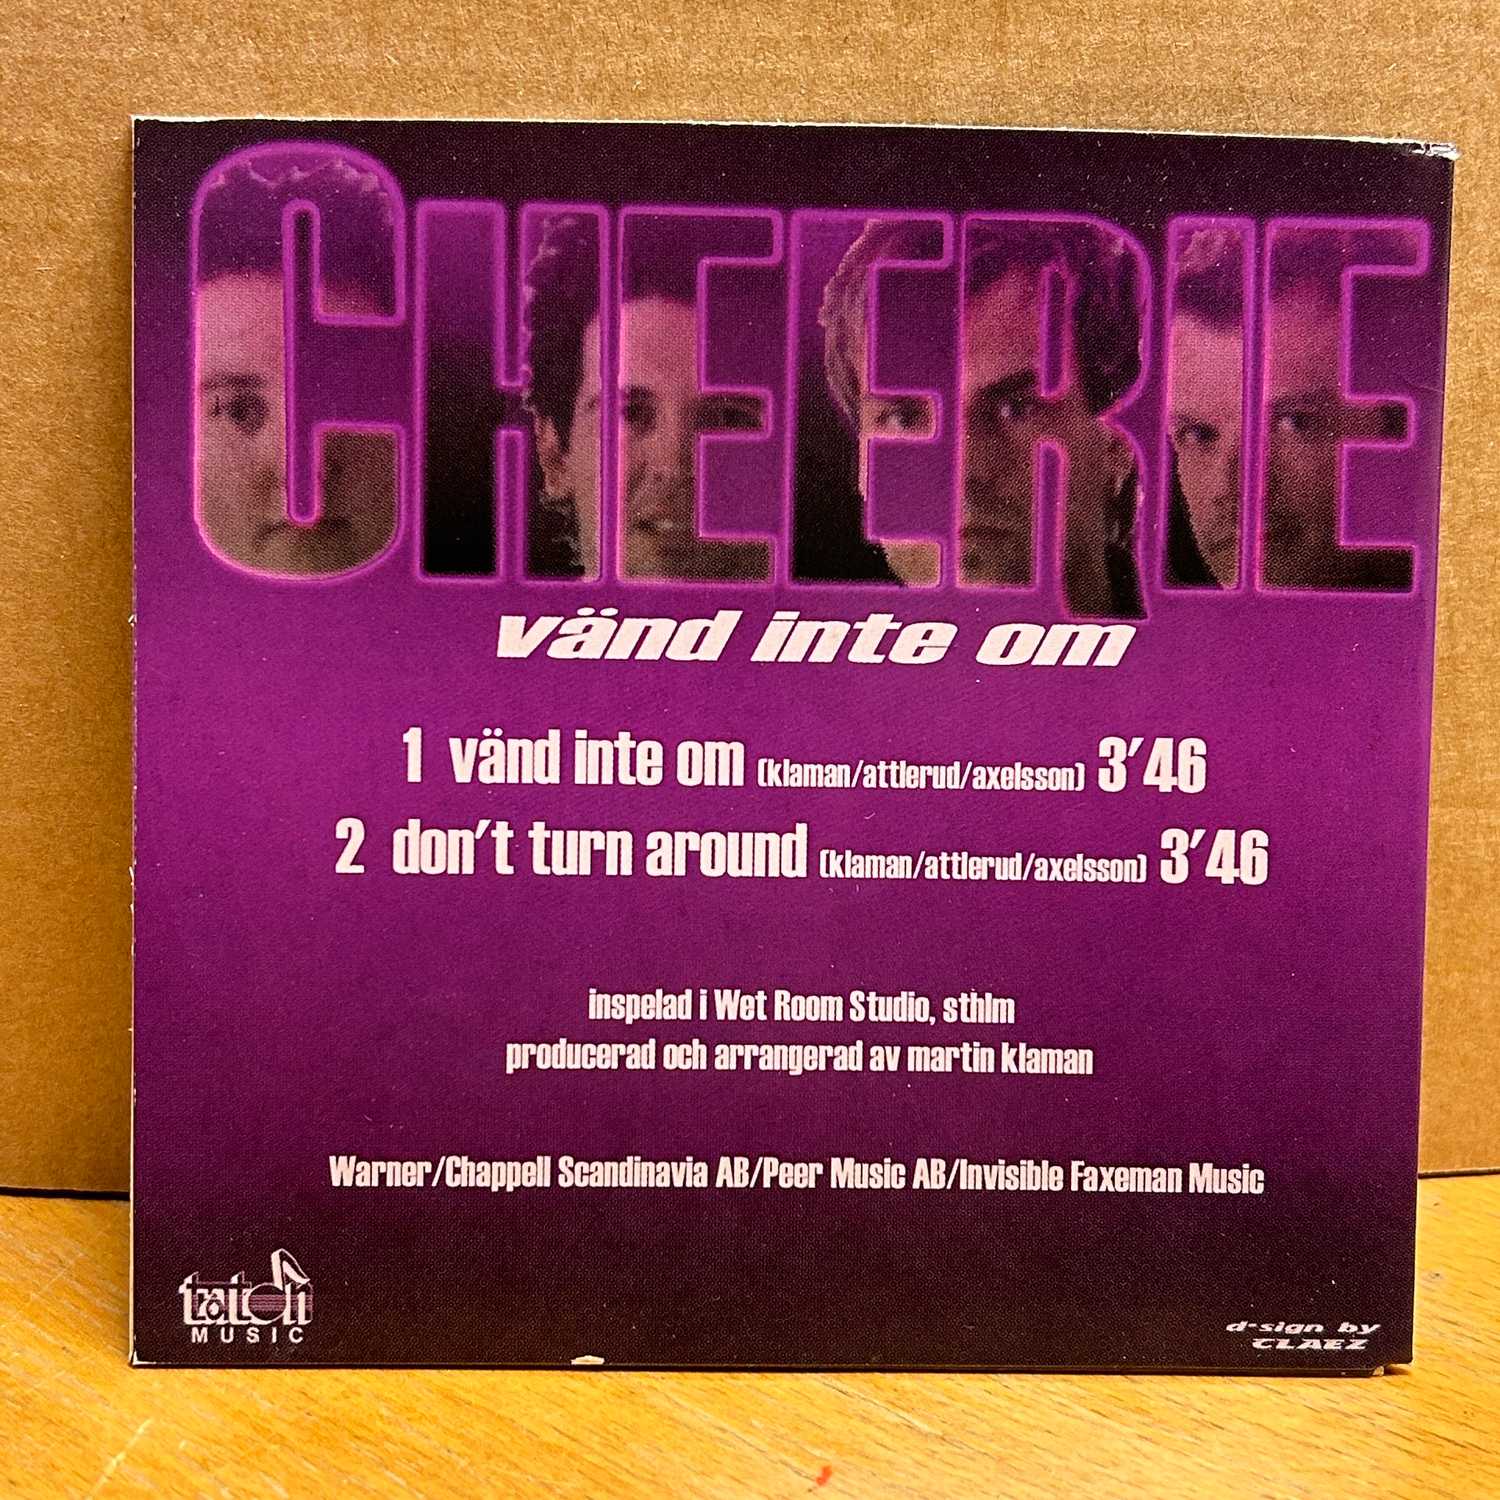 CHEERIE
vänd inte om
1 vänd inte om (klaman/attlerud/axelsson) 3'46
2 don't turn around (klaman/attlerud/axelsson) 3'46
inspelad i Wet Room Studio, sthlm
producerad och arrangerad av martin klaman
Warner/Chappell Scandinavia AB/Peer Music AB/Invisible Faxeman Music
MUSIC
d-sign by
CLAEZ